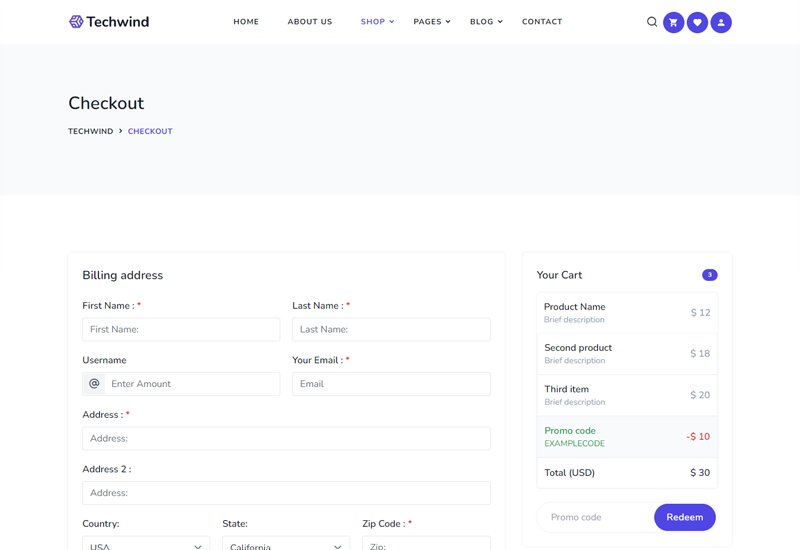 Techwind
HOME ABOUT US SHOP PAGES BLOG CONTACT
Checkout
TECHWIND > CHECKOUT
Billing address
First Name : * Last Name : *
First Name: Last Name:
Username Your Email : *
@ Enter Amount Email
Address : *
Address:
Address 2 :
Address:
Country: State: Zip Code : *
USA California Zip:
Your Cart 3
Product Name $ 12
Brief description
Second product $ 18
Brief description
Third item $ 20
Brief description
Promo code -$ 10
EXAMPLECODE
Total (USD) $ 30
Promo code Redeem